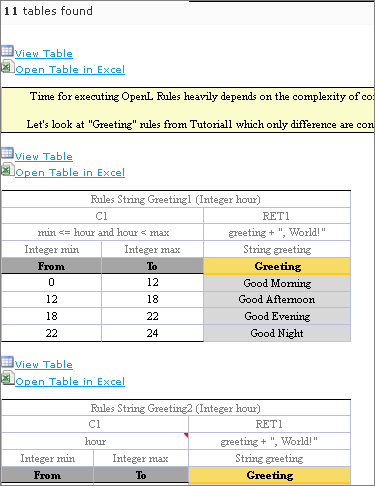 11 tables found
View Table
Open Table in Excel
Time for executing OpenL Rules heavily depends on the complexity of
Let's look at "Greeting" rules from Tutorial1 which only difference are
View Table
Open Table in Excel
Rules String Greeting1 (Integer hour)
C1 RET1
min <= hour and hour < max greeting + ", World!"
Integer min Integer max String greeting
From To Greeting
0 12 Good Morning
12 18 Good Afternoon
18 22 Good Evening
22 24 Good Night
View Table
Open Table in Excel
Rules String Greeting2 (Integer hour)
C1 RET1
hour greeting + ", World!"
Integer min Integer max String greeting
From To Greeting